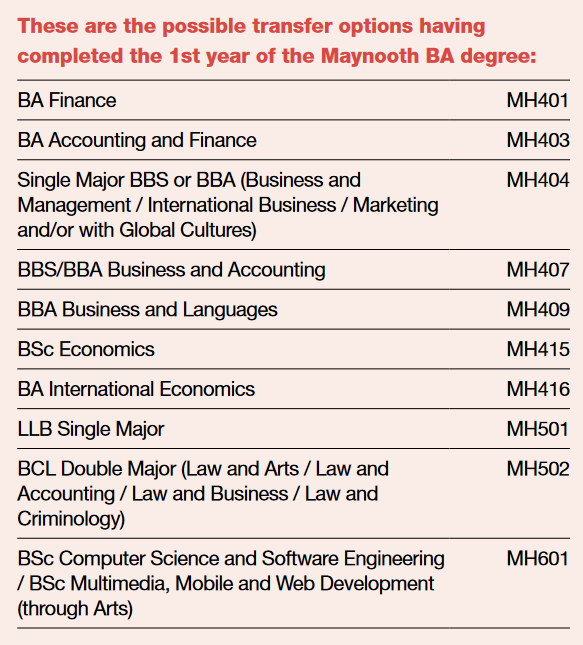 These are the possible transfer options having
completed the 1st year of the Maynooth BA degree:
BA Finance MH401
BA Accounting and Finance MH403
Single Major BBS or BBA (Business and MH404
Management / International Business / Marketing
and/or with Global Cultures)
BBS/BBA Business and Accounting MH407
BBA Business and Languages MH409
BSc Economics MH415
BA International Economics MH416
LLB Single Major MH501
BCL Double Major (Law and Arts / Law and MH502
Accounting / Law and Business / Law and
Criminology)
BSc Computer Science and Software Engineering MH601
/ BSc Multimedia, Mobile and Web Development
(through Arts)